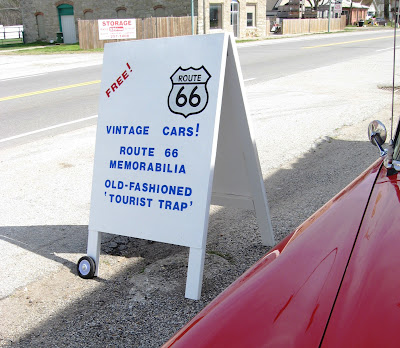 STORAGE
FREE!
ROUTE
66
VINTAGE CARS!
ROUTE 66
MEMORABILIA
OLD-FASHIONED
'TOURIST TRAP'